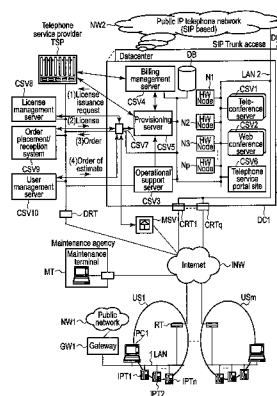 Public IP telephone network
(SIP based)
NW2
Telephone
service provider
TSP
SIP Trunk access
Datacenter
DB
LAN 2
CSV8
Billing
management
server
N1
CSV1
License
management
server
(1)License
issuance
request
HW
Node
Tele-
conference
server
CSV4
N2
CSV2
(2) License
Provisioning
server
HW
Node
Web
conference
server
Order
placement/
reception
system
(3)Order
CSV7
CSV5
N3
HW
Node
CSV6
CSV9
(4)Order of
estimate
Np
Telephone
service
portal site
User
management
server
Operational
support
server
HW
Node
CSV10
CSV3
DC1
DRT
MSV
CRT1
CRTq
Maintenance agency
Maintenance
terminal
MT
Internet
INW
US1
USm
NW1
Public
network
RT
PC1
GW1
Gateway
LAN
IPT1
IPT2
IPTn